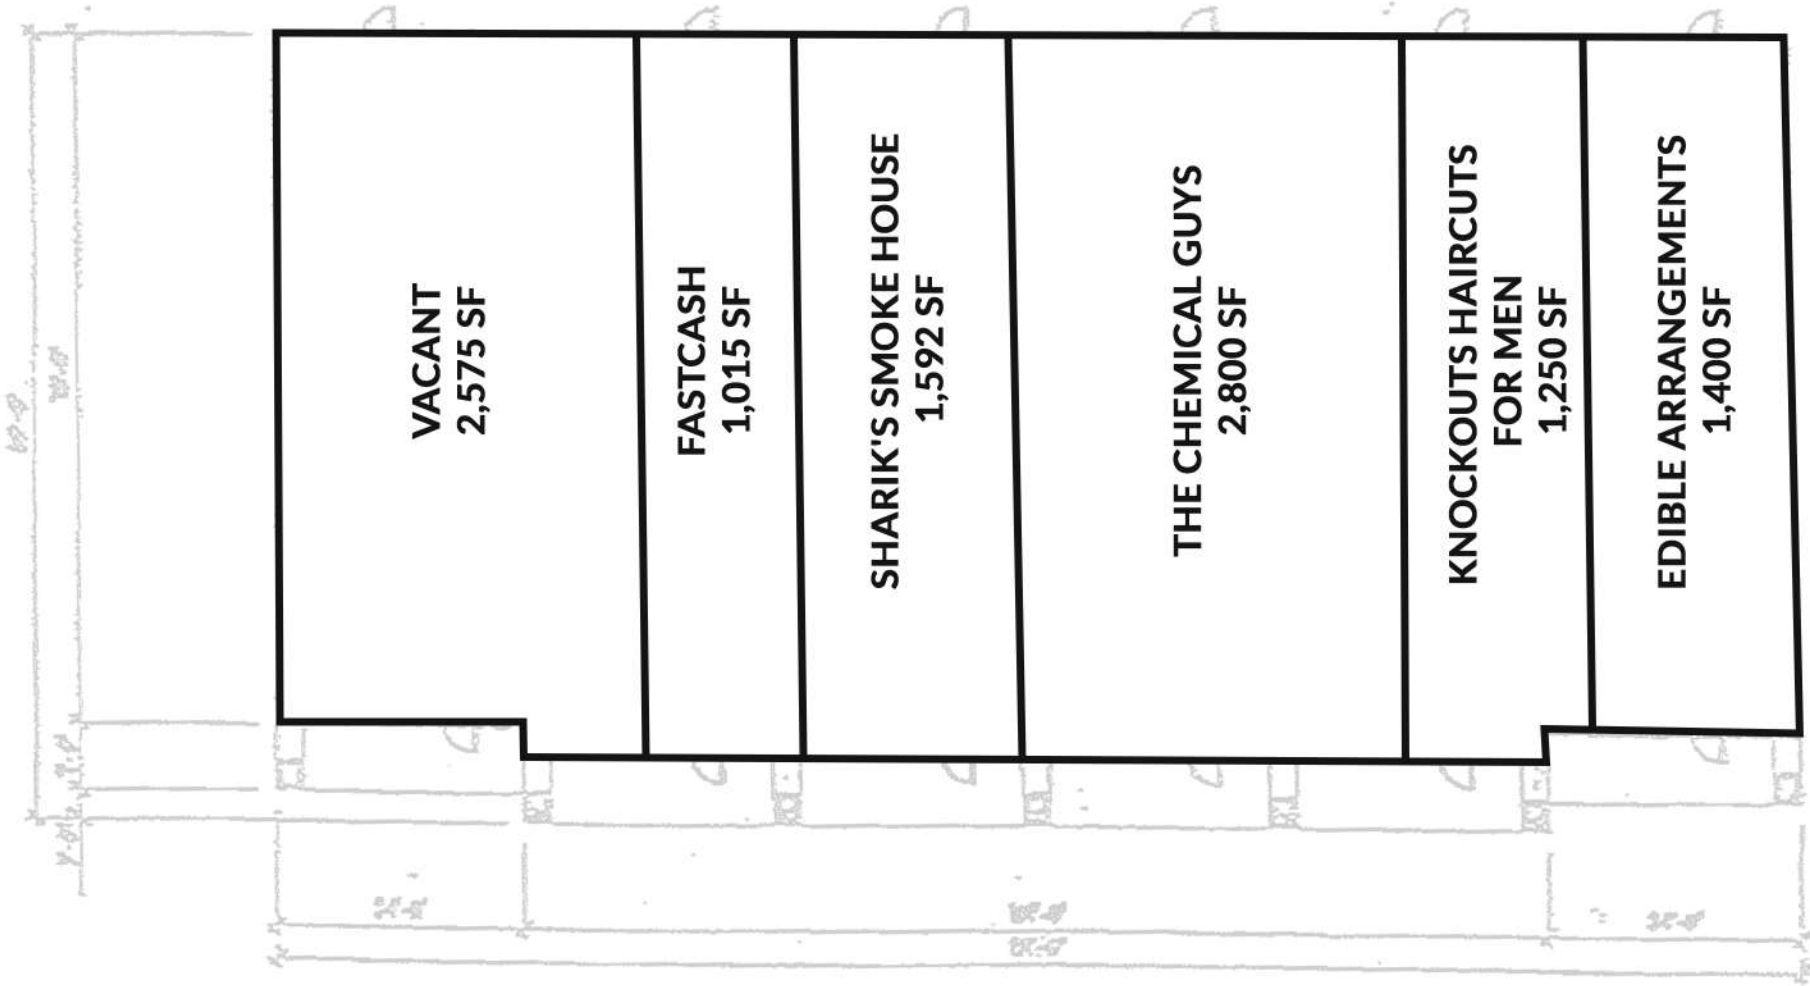 VACANT
2,575 SF
FASTCASH
1,015 SF
SHARIK'S SMOKE HOUSE
1,592 SF
THE CHEMICAL GUYS
2,800 SF
KNOCKOUTS HAIRCUTS
FOR MEN
1,250 SF
EDIBLE ARRANGEMENTS
1,400 SF